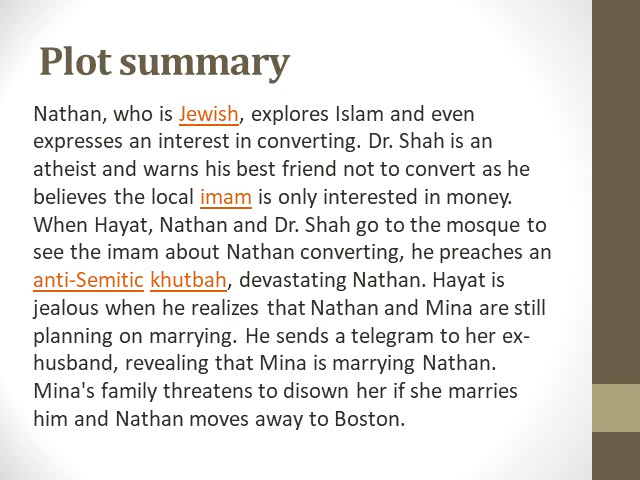 Plot summary
Nathan, who is Jewish, explores Islam and even
expresses an interest in converting. Dr. Shah is an
atheist and warns his best friend not to convert as he
believes the local imam is only interested in money.
When Hayat, Nathan and Dr. Shah go to the mosque to
see the imam about Nathan converting, he preaches an
anti-Semitic khutbah, devastating Nathan. Hayat is
jealous when he realizes that Nathan and Mina are still
planning on marrying. He sends a telegram to her ex-
husband, revealing that Mina is marrying Nathan.
Mina's family threatens to disown her if she marries
him and Nathan moves away to Boston.